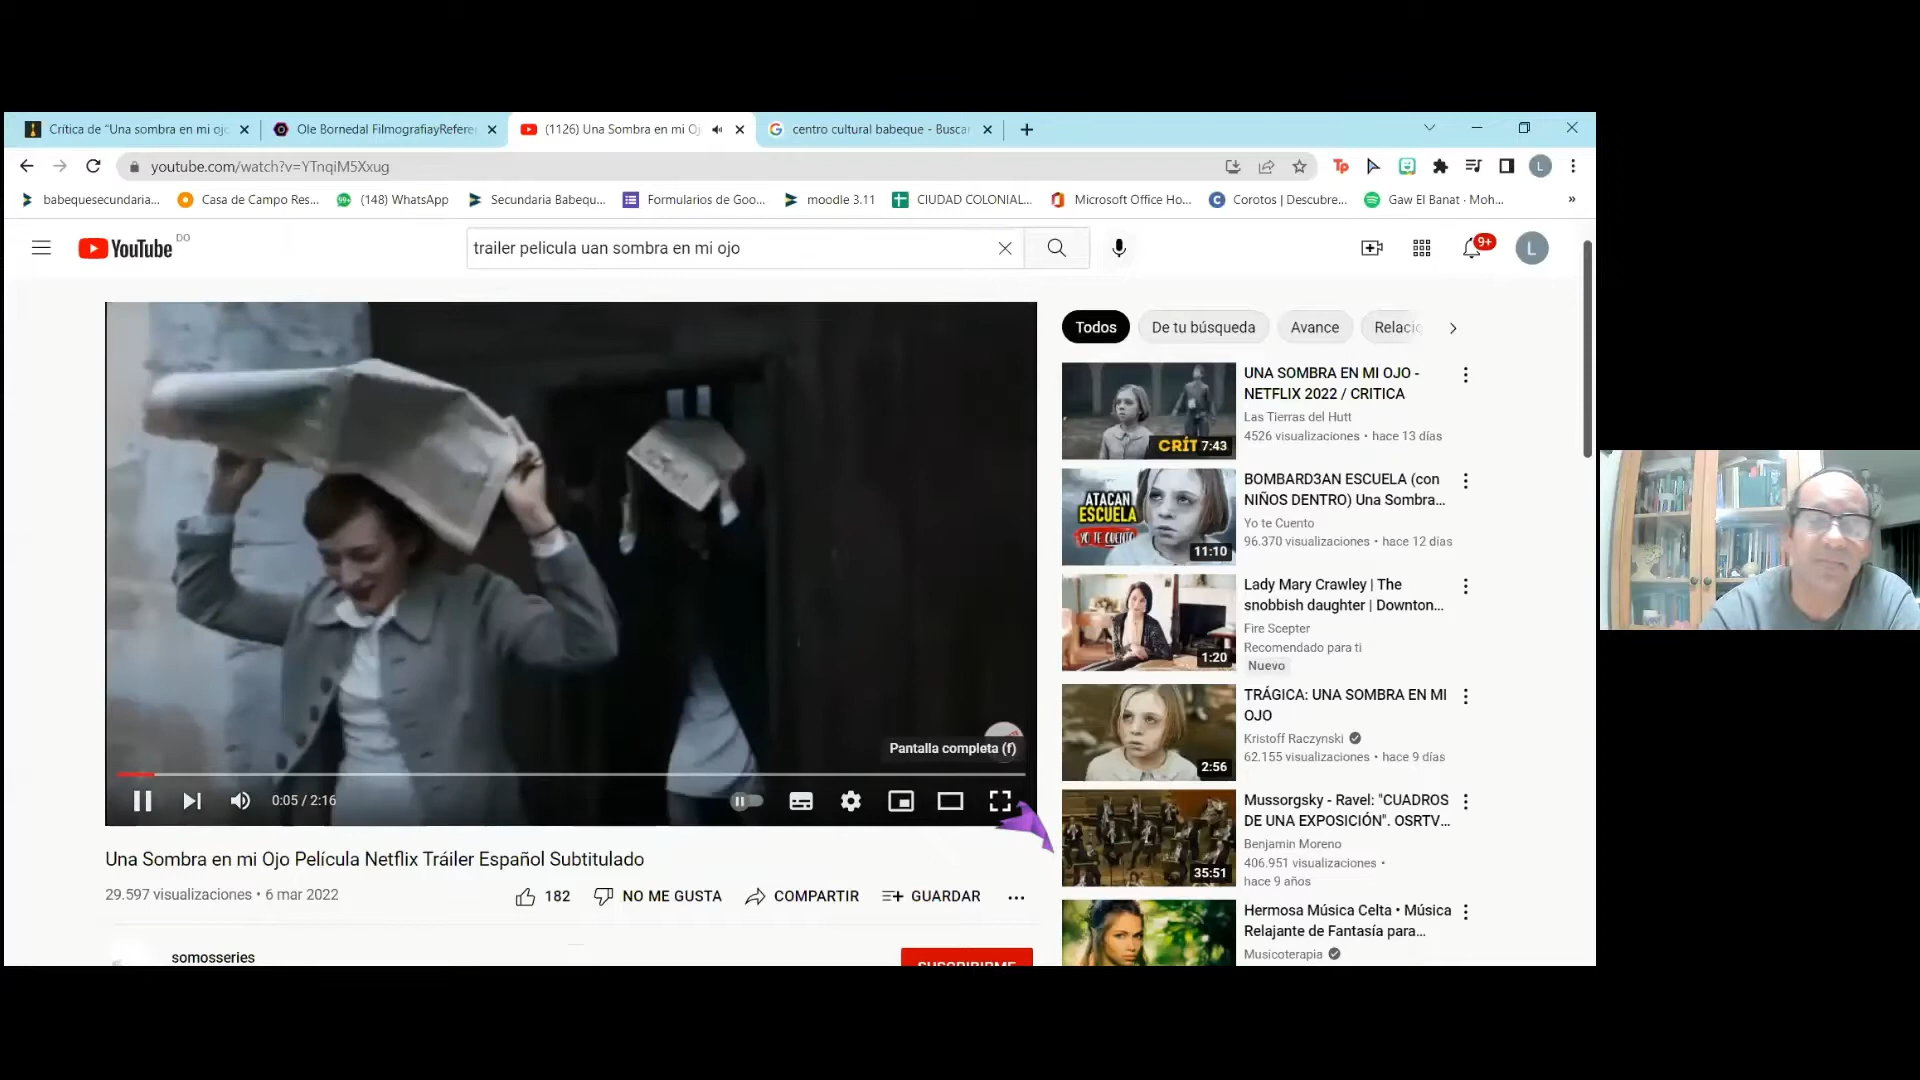 Crítica de "Una sombra en mi ojo
Ole Bornedal FilmografiayRefere
(1126) Una Sombra en mi O
centro cultural babeque - Buscar
youtube.com/watch?v=YTnqiM5Xxug
Tp
L
babequesecundaria...
Casa de Campo Res...
99+
(148) WhatsApp
Secundaria Babequ...
Formularios de Goo...
moodle 3.11
CIUDAD COLONIAL...
Microsoft Office Ho...
Corotos | Descubre...
Gaw El Banat · Moh...
»
YouTube DO
trailer pelicula uan sombra en mi ojo
9+
L
Pantalla completa (f)
0:05 / 2:16
Una Sombra en mi Ojo Película Netflix Tráiler Español Subtitulado
29.597 visualizaciones • 6 mar 2022
182
NO ME GUSTA
COMPARTIR
GUARDAR
somosseries
SUSCRIBIRME
Todos
De tu búsqueda
Avance
Relacio
CRÍT 7:43
UNA SOMBRA EN MI OJO -
NETFLIX 2022 / CRITICA
Las Tierras del Hutt
4526 visualizaciones • hace 13 días
ATACAN
ESCUELA
YO TE CUENTO
11:10
BOMBARD3AN ESCUELA (con
NIÑOS DENTRO) Una Sombra...
Yo te Cuento
96.370 visualizaciones • hace 12 días
1:20
Lady Mary Crawley | The
snobbish daughter | Downton...
Fire Scepter
Recomendado para ti
Nuevo
2:56
TRÁGICA: UNA SOMBRA EN MI
OJO
Kristoff Raczynski
62.155 visualizaciones • hace 9 días
35:51
Mussorgsky - Ravel: "CUADROS
DE UNA EXPOSICIÓN". OSRTV...
Benjamin Moreno
406.951 visualizaciones •
hace 9 años
Hermosa Música Celta • Música
Relajante de Fantasía para...
Musicoterapia